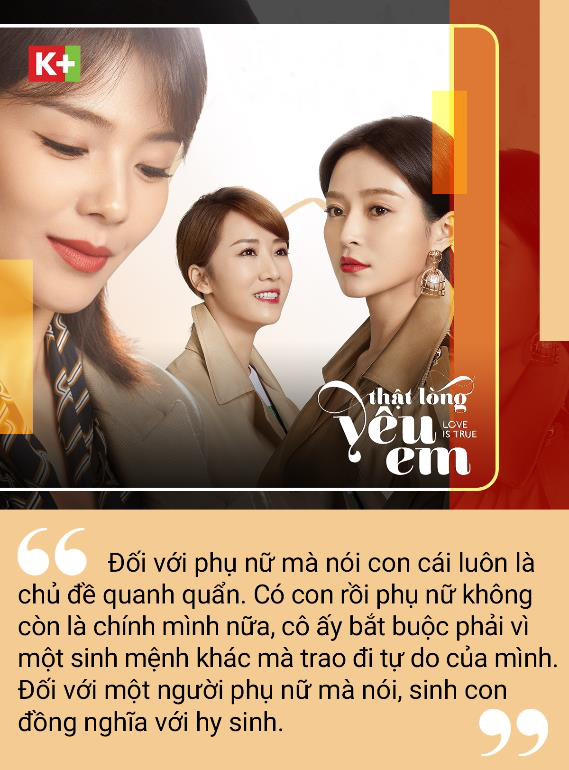 K+
thật lòng
yêu
LOVE
IS TRUE
em
“ Đối với phụ nữ mà nói con cái luôn là
chủ đề quanh quẩn. Có con rồi phụ nữ không
còn là chính mình nữa, cô ấy bắt buộc phải vì
một sinh mệnh khác mà trao đi tự do của mình.
Đối với một người phụ nữ mà nói, sinh con
đồng nghĩa với hy sinh. ”